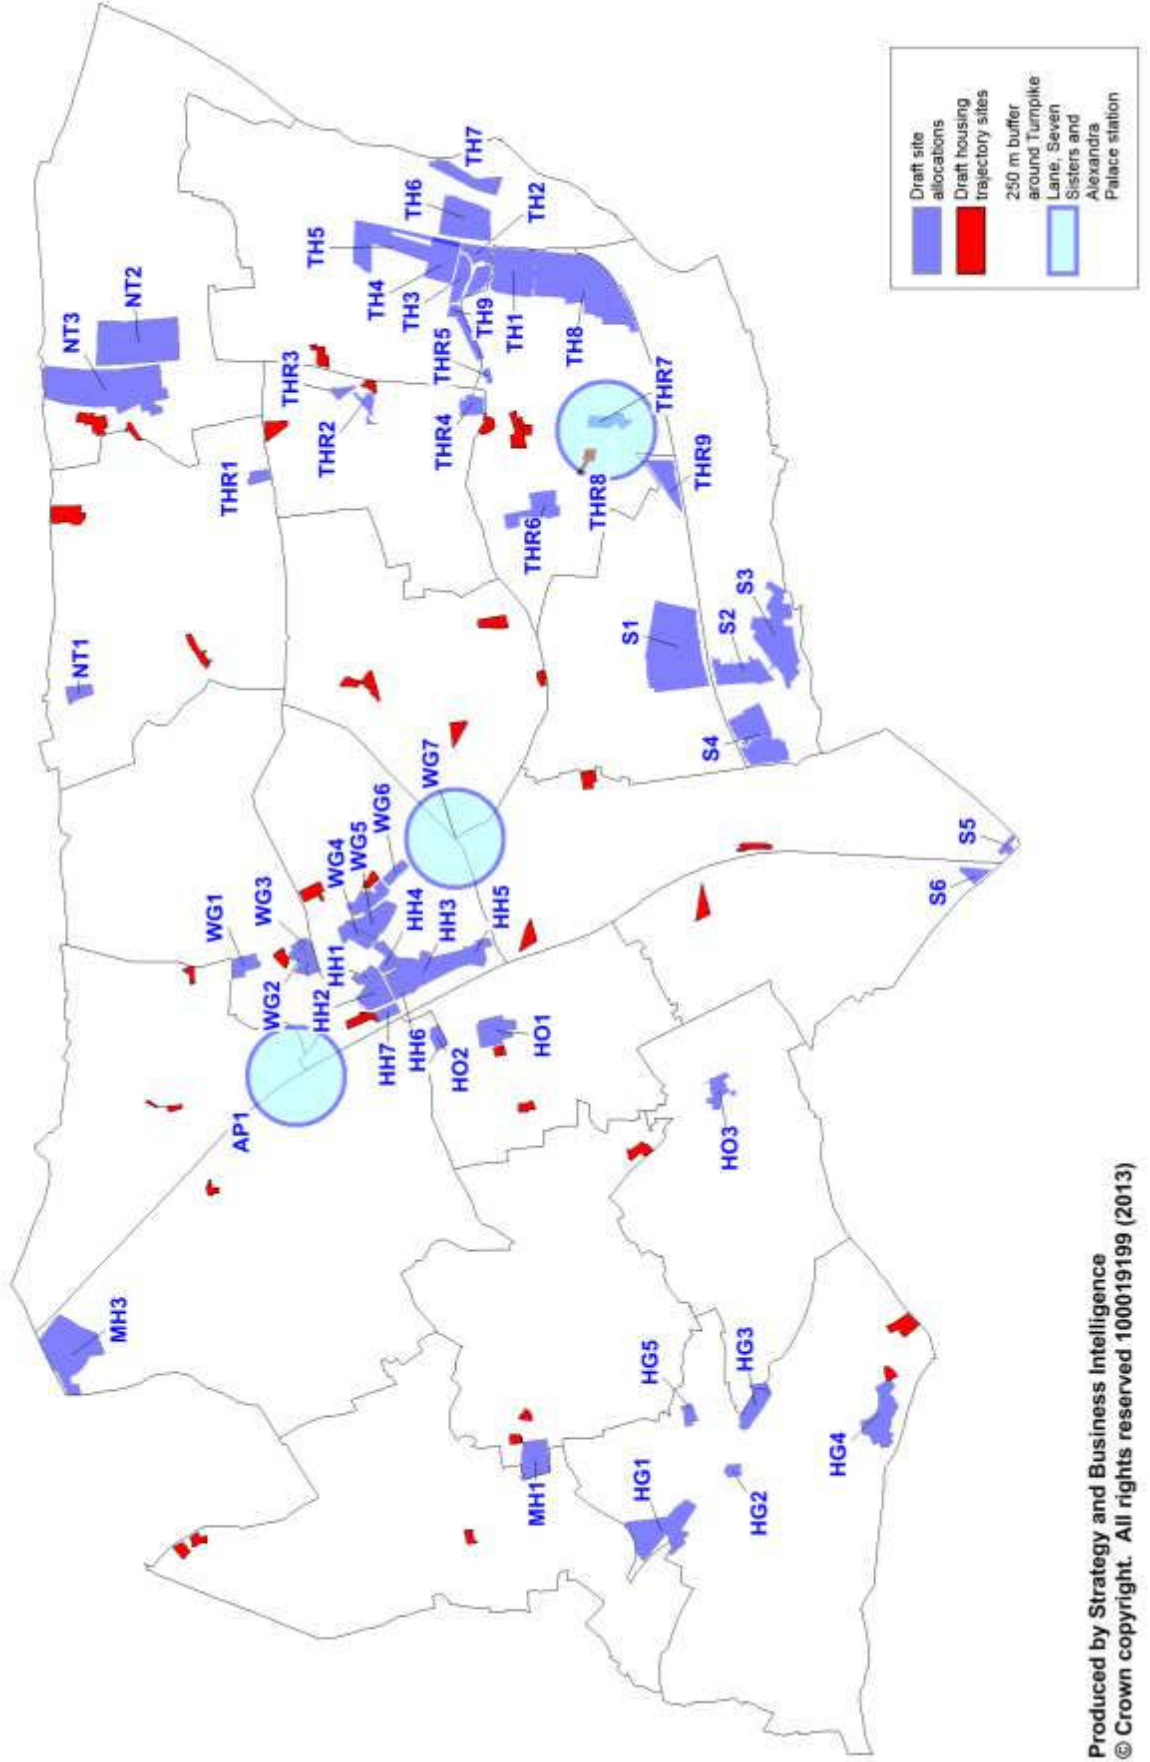 NT3
NT2
NT1
THR1
THR3
THR2
THR4
THR5
TH5
TH4
TH3
TH9
TH1
TH8
TH6
TH7
TH2
THR7
THR8
THR9
THR6
S1
S2
S3
S4
S5
S6
WG7
WG6
WG5
WG4
WG3
WG1
WG2
HH1
HH2
HH4
HH3
HH5
HH6
HH7
HO2
HO1
HO3
AP1
MH3
MH1
HG5
HG3
HG1
HG2
HG4
Draft site
allocations
Draft housing
trajectory sites
250 m buffer
around Turnpike
Lane, Seven
Sisters and
Alexandra
Palace station
Produced by Strategy and Business Intelligence
© Crown copyright. All rights reserved 100019199 (2013)